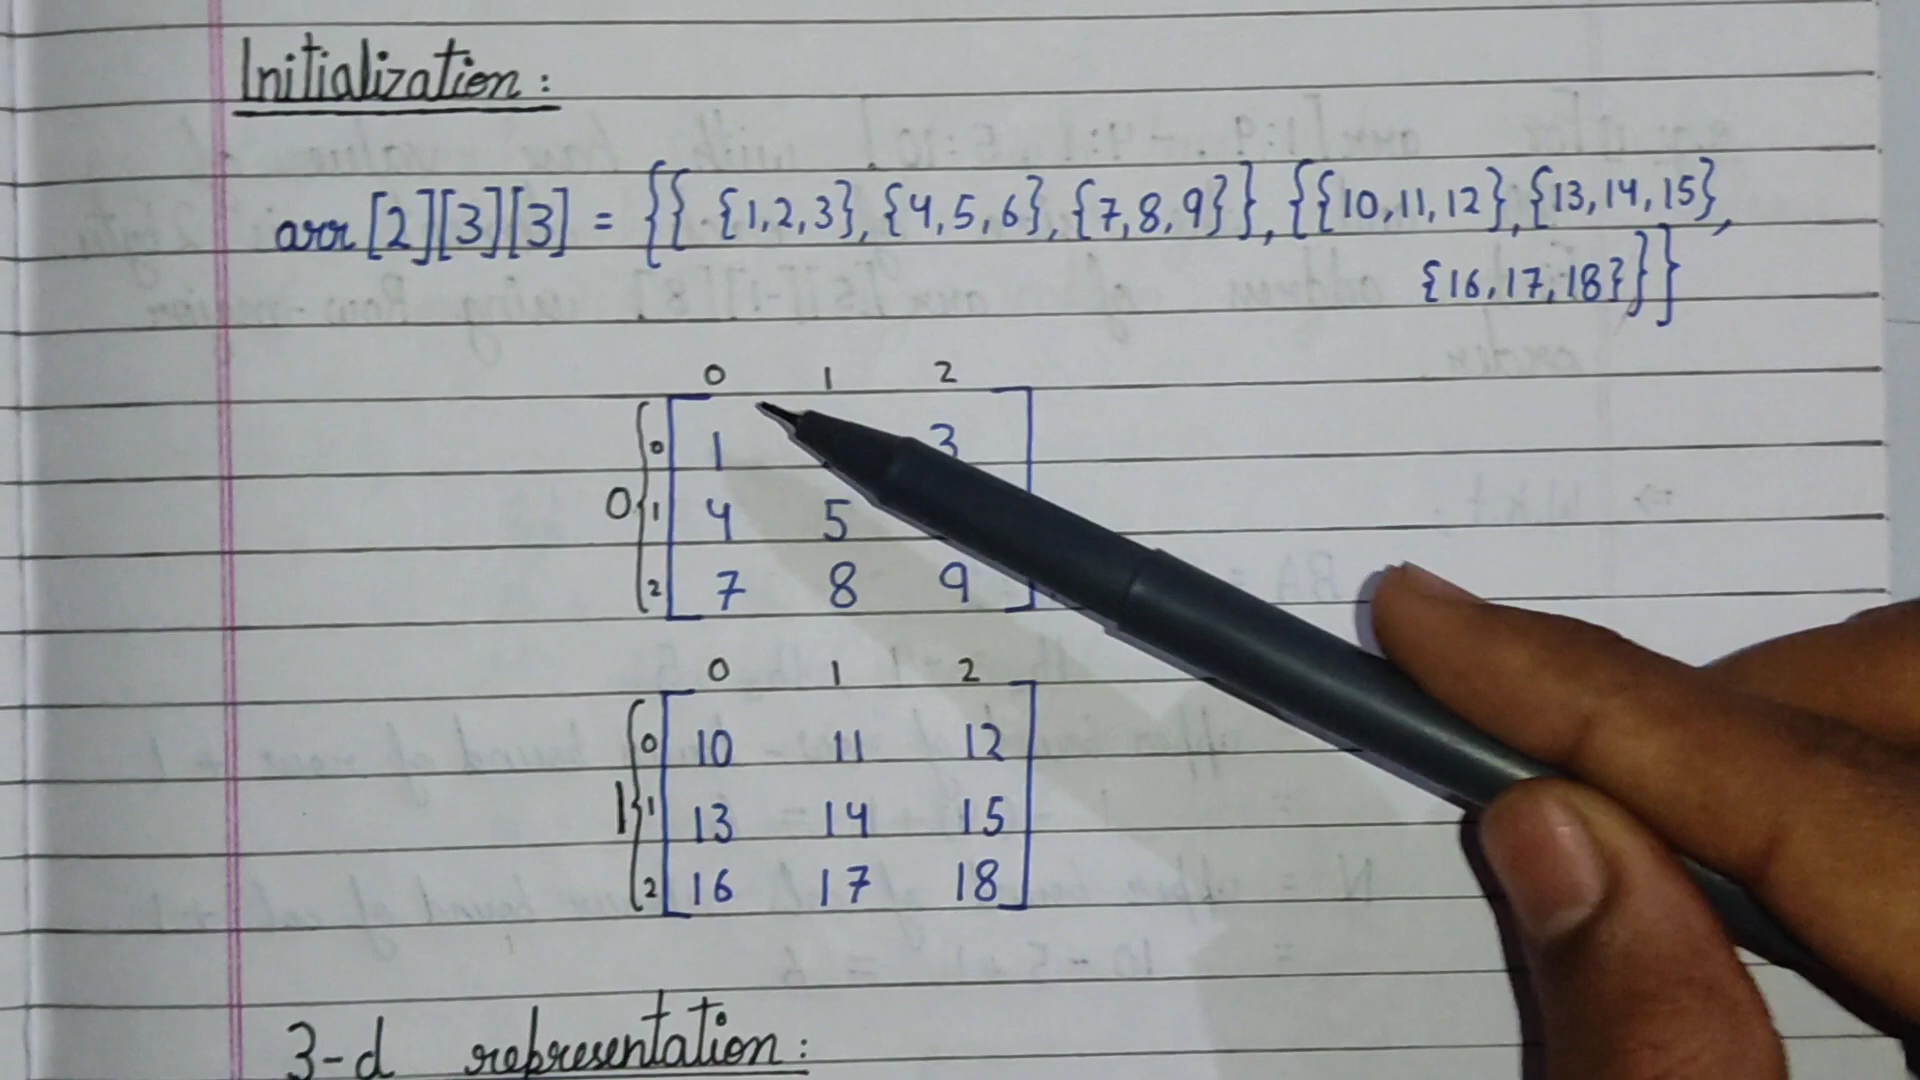 Initialization:
arr[2][3][3] = {{ {1,2,3}, {4,5,6}, {7,8,9}}, {{10,11,12}, {13,14,15},
{16,17,18}}}
0 1 2
0 1 3
0 1 4 5
2 7 8 9
0 1 2
0 10 11 12
1 1 13 14 15
2 16 17 18
3-d representation: